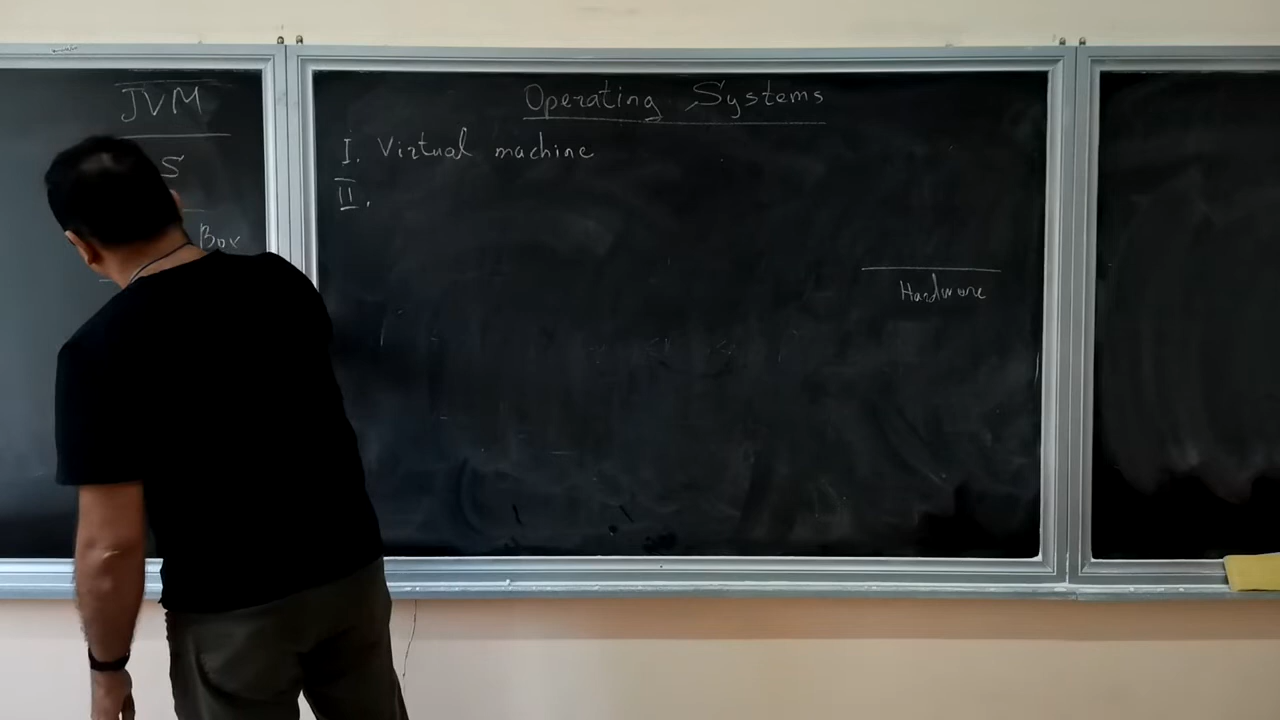 JVM
S
Box
Operating Systems
I. Virtual machine
II.
Hardware